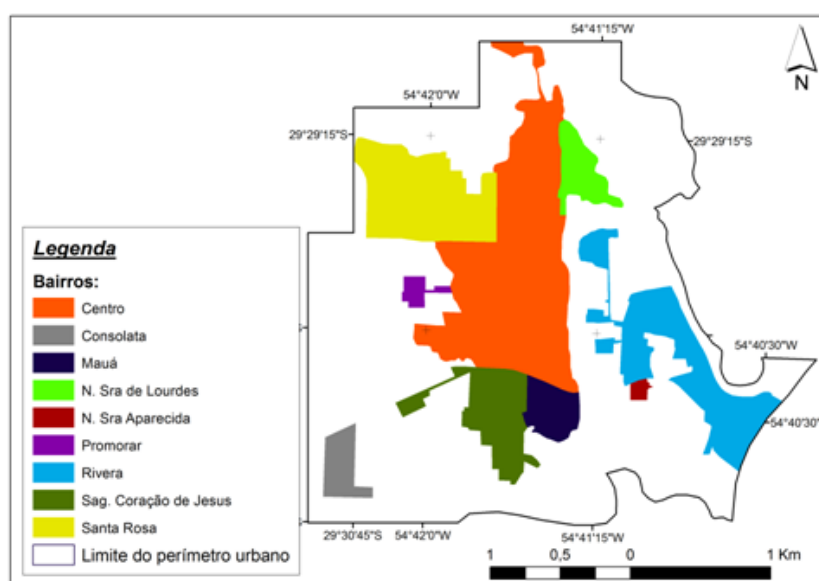 54°41'15"W
N
54°42'0"W
29°29'15"S
29°29'15"S
Legenda
Bairros:
Centro
Consolata
Mauá
N. Sra de Lourdes
N. Sra Aparecida
Promorar
Rivera
Sag. Coração de Jesus
Santa Rosa
Limite do perímetro urbano
S
54°40'30"W
54°40'30"
S
29°30'45"S
54°42'0"W
54°41'15"W
1
0,5
0
1 Km